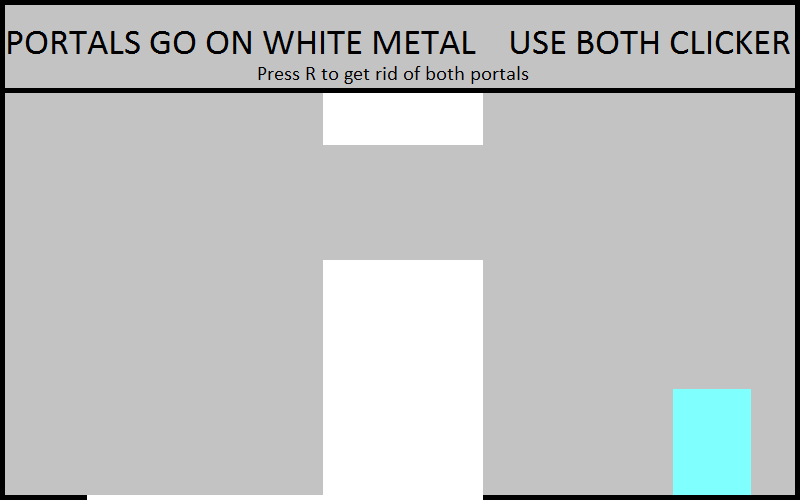 PORTALS GO ON WHITE METAL USE BOTH CLICKER
Press R to get rid of both portals